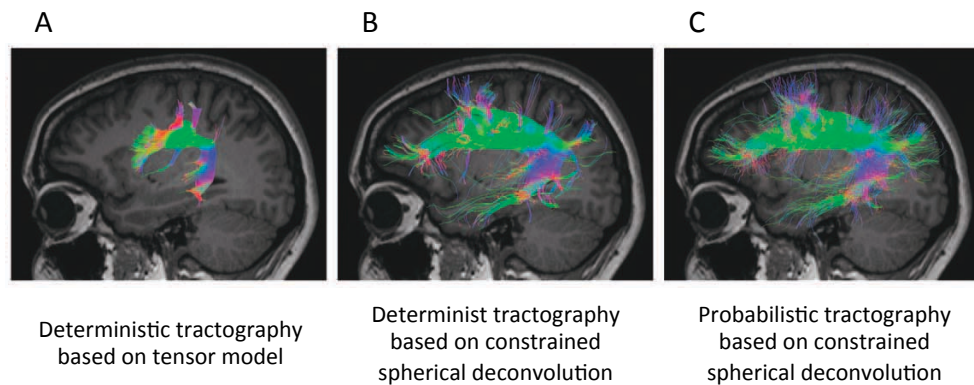 A
B
C
Deterministic tractography
based on tensor model
Determinist tractography
based on constrained
spherical deconvolution
Probabilistic tractography
based on constrained
spherical deconvolution